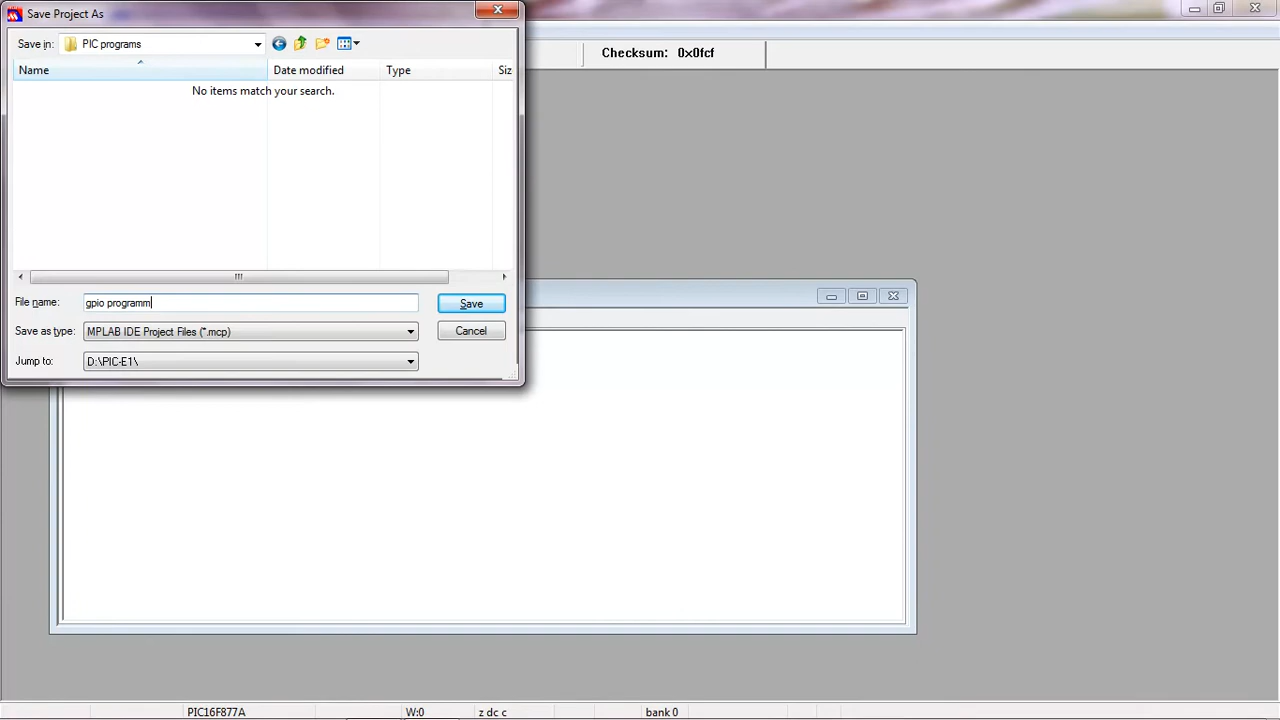 Save Project As
Save in: PIC programs
Checksum: 0x0fcf
Name Date modified Type Siz
No items match your search.
File name: gpio programm Save
Save as type: MPLAB IDE Project Files (*.mcp) Cancel
Jump to: D:\PIC-E1\
PIC16F877A W:0 z dc c bank 0